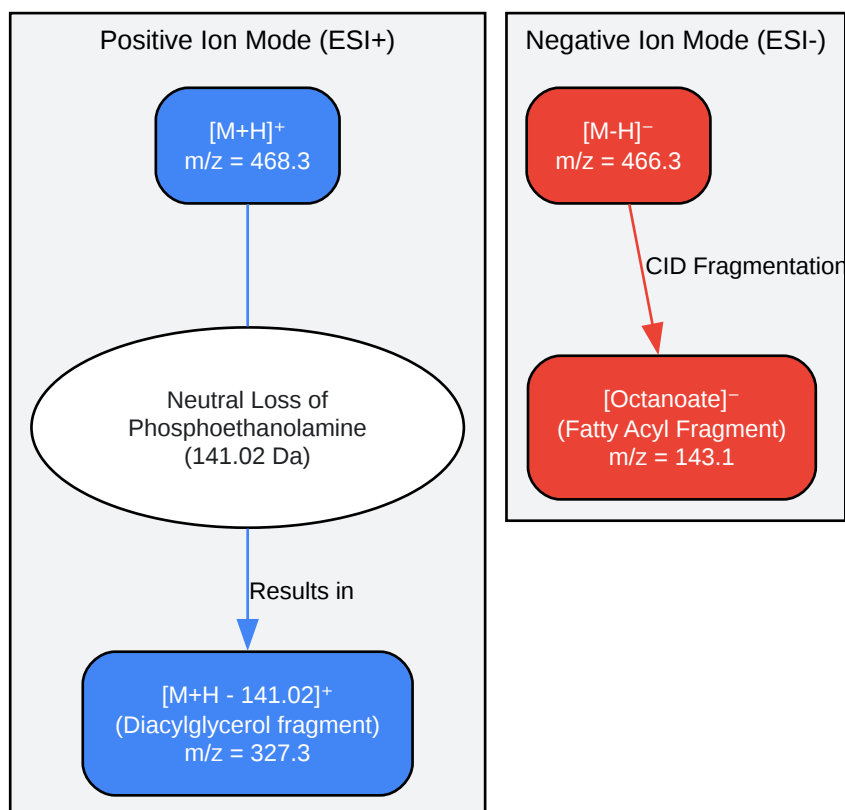 Positive Ion Mode (ESI+)
[M+H]⁺
m/z = 468.3
Neutral Loss of
Phosphoethanolamine
(141.02 Da)
Results in
[M+H - 141.02]⁺
(Diacylglycerol fragment)
m/z = 327.3
Negative Ion Mode (ESI-)
[M-H]⁻
m/z = 466.3
CID Fragmentation
[Octanoate]⁻
(Fatty Acyl Fragment)
m/z = 143.1